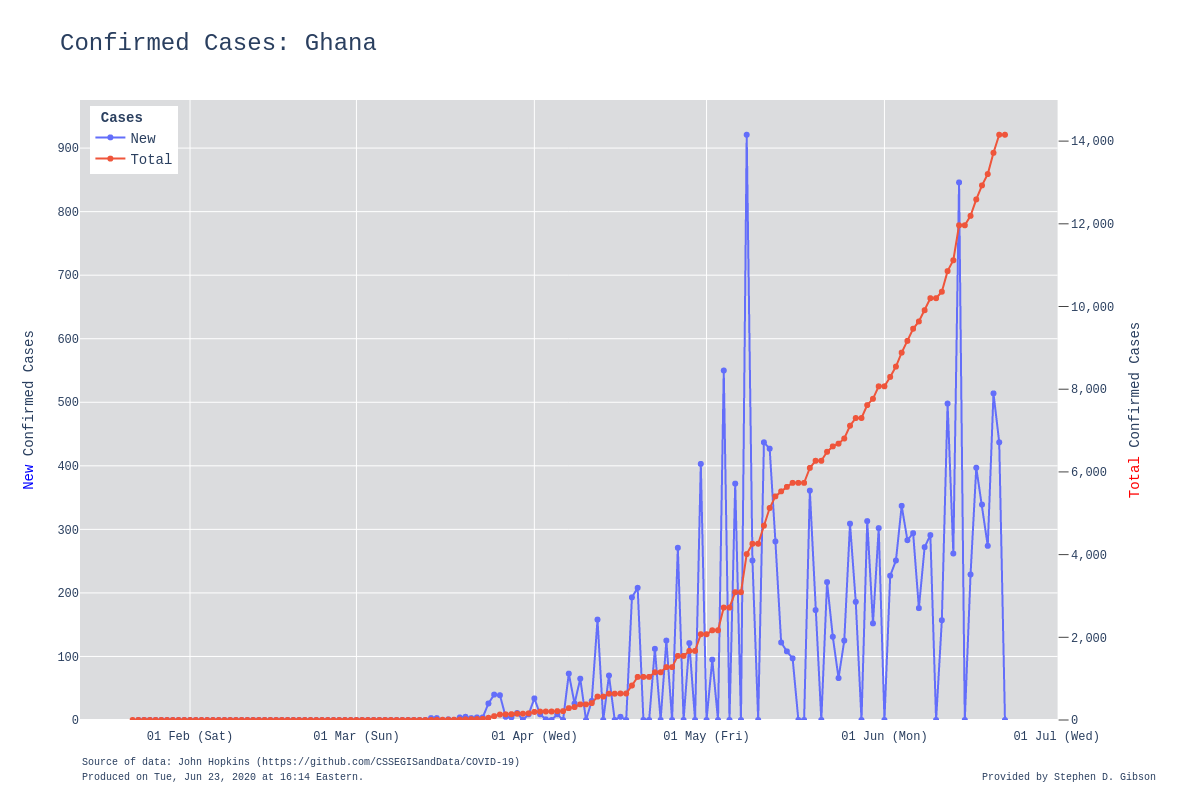 Confirmed Cases: Ghana
Cases
New
Total
900
800
700
600
500
400
300
200
100
0
14,000
12,000
10,000
8,000
6,000
4,000
2,000
0
New Confirmed Cases
Total Confirmed Cases
01 Feb (Sat)
01 Mar (Sun)
01 Apr (Wed)
01 May (Fri)
01 Jun (Mon)
01 Jul (Wed)
Source of data: John Hopkins (https://github.com/CSSEGISandData/COVID-19)
Produced on Tue, Jun 23, 2020 at 16:14 Eastern.
Provided by Stephen D. Gibson